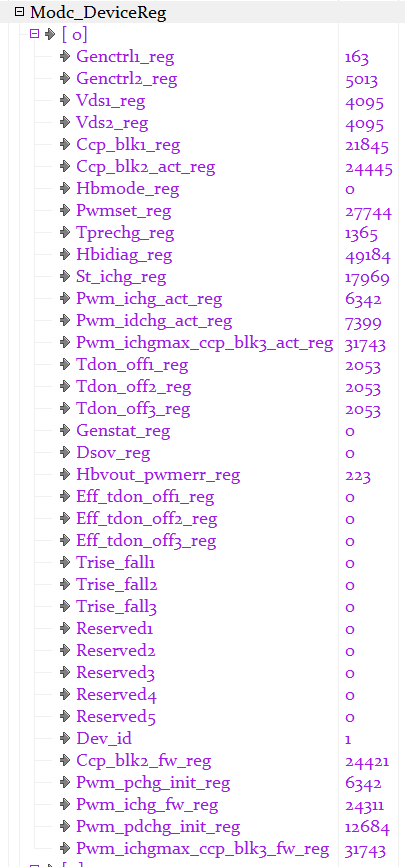 Modc_DeviceReg
[ 0]
Genctrl1_reg 163
Genctrl2_reg 5013
Vds1_reg 4095
Vds2_reg 4095
Ccp_blk1_reg 21845
Ccp_blk2_act_reg 24445
Hbmode_reg 0
Pwmset_reg 27744
Tprechg_reg 1365
Hbidiag_reg 49184
St_ichg_reg 17969
Pwm_ichg_act_reg 6342
Pwm_idchg_act_reg 7399
Pwm_ichgmax_ccp_blk3_act_reg 31743
Tdon_off1_reg 2053
Tdon_off2_reg 2053
Tdon_off3_reg 2053
Genstat_reg 0
Dsov_reg 0
Hbvout_pwmerr_reg 223
Eff_tdon_off1_reg 0
Eff_tdon_off2_reg 0
Eff_tdon_off3_reg 0
Trise_fall1 0
Trise_fall2 0
Trise_fall3 0
Reserved1 0
Reserved2 0
Reserved3 0
Reserved4 0
Reserved5 0
Dev_id 1
Ccp_blk2_fw_reg 24421
Pwm_pchg_init_reg 6342
Pwm_ichg_fw_reg 24311
Pwm_pdchg_init_reg 12684
Pwm_ichgmax_ccp_blk3_fw_reg 31743